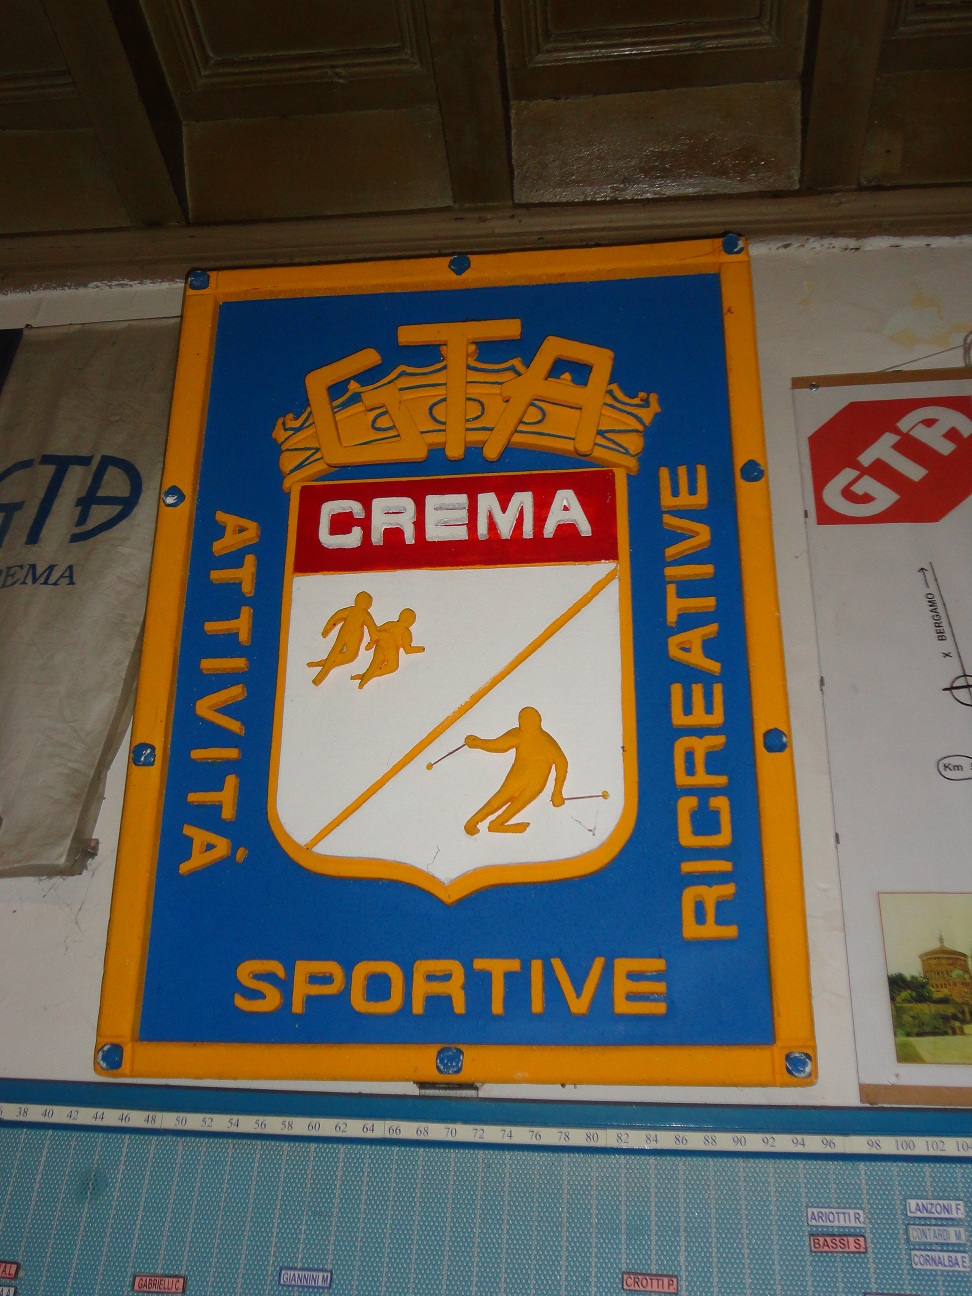 GTA
CREMA
ATTIVITÀ
SPORTIVE
RICREATIVE
GTA
GTA
X BERGAMO
Km
38 40 42 44 46 48 50 52 54 56 58 60 62 64 66 68 70 72 74 76 78 80 82 84 86 88 90 92 94 96 98 100 102
ARIOTTI R.
BASSI S.
LANZONI F.
CONTARDI M.
CORNALBA E.
GABRIELLI C.
GIANNINI M.
CROTTI P.